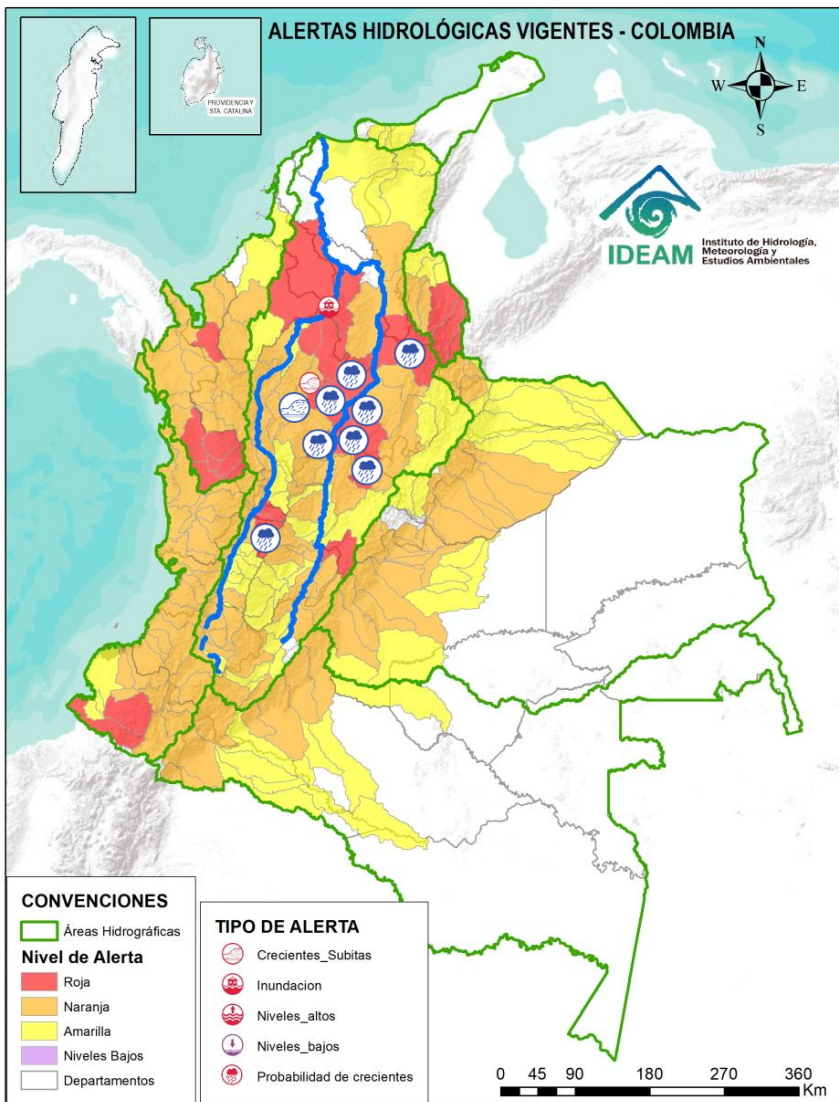 ALERTAS HIDROLÓGICAS VIGENTES - COLOMBIA
PROVIDENCIA Y
STA. CATALINA
N
W
E
S
IDEAM
Instituto de Hidrología,
Meteorología y
Estudios Ambientales
CONVENCIONES
Áreas Hidrográficas
Nivel de Alerta
Roja
Naranja
Amarilla
Niveles Bajos
Departamentos
TIPO DE ALERTA
Crecientes_Subitas
Inundacion
Niveles_altos
Niveles_bajos
Probabilidad de crecientes
0 45 90 180 270 360
Km